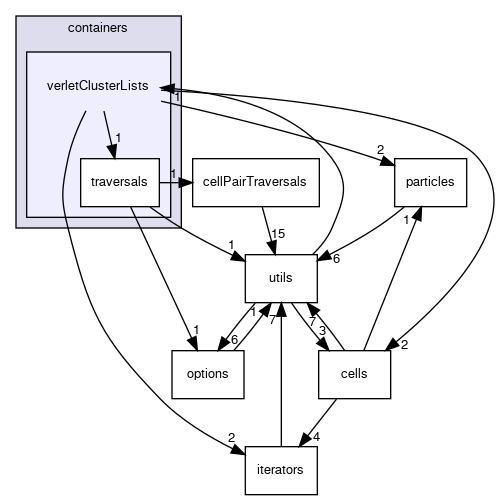 containers
verletClusterLists
1
1
2
traversals
1
cellPairTraversals
particles
1
15
1
6
utils
1
7
7
1
6
3
2
options
cells
2
4
iterators